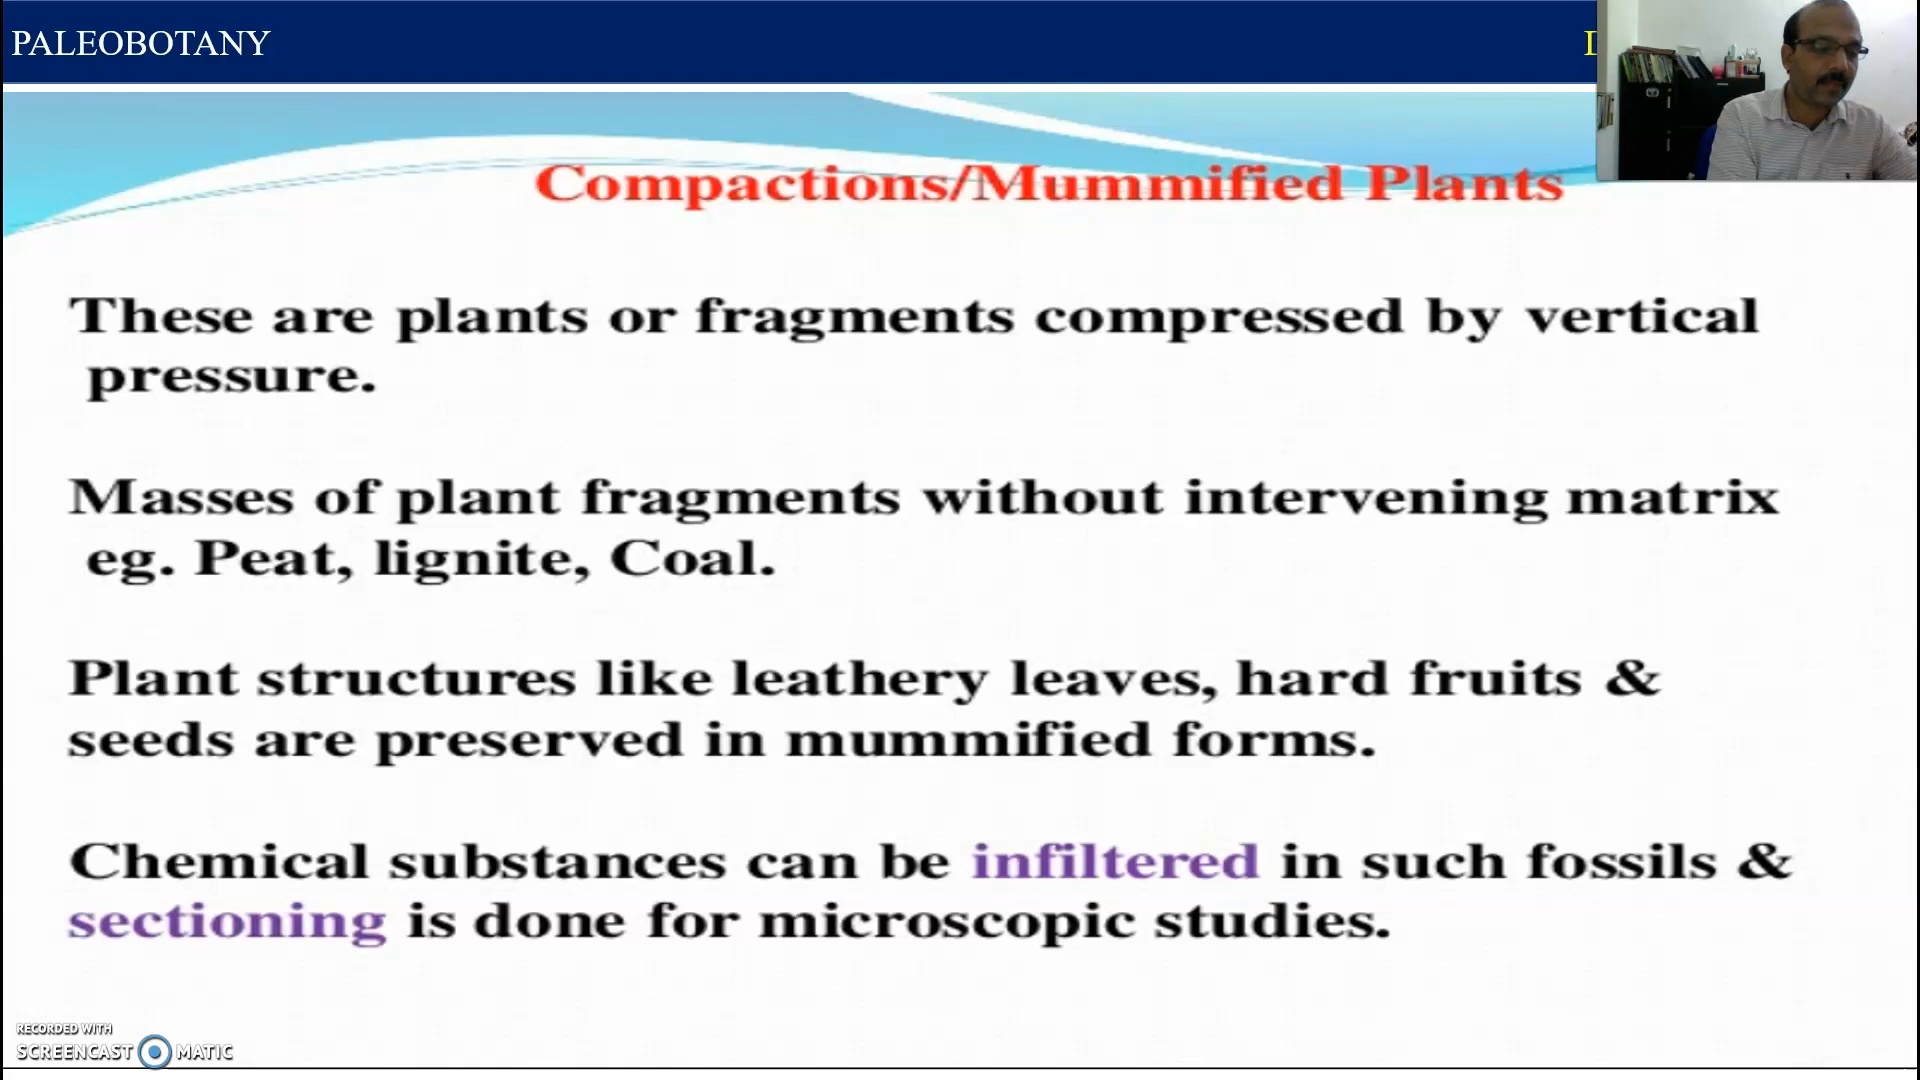 PALEOBOTANY
Compactions/Mummified Plants
These are plants or fragments compressed by vertical
pressure.
Masses of plant fragments without intervening matrix
eg. Peat, lignite, Coal.
Plant structures like leathery leaves, hard fruits &
seeds are preserved in mummified forms.
Chemical substances can be infiltered in such fossils &
sectioning is done for microscopic studies.
RECORDED WITH
SCREENCAST MATIC